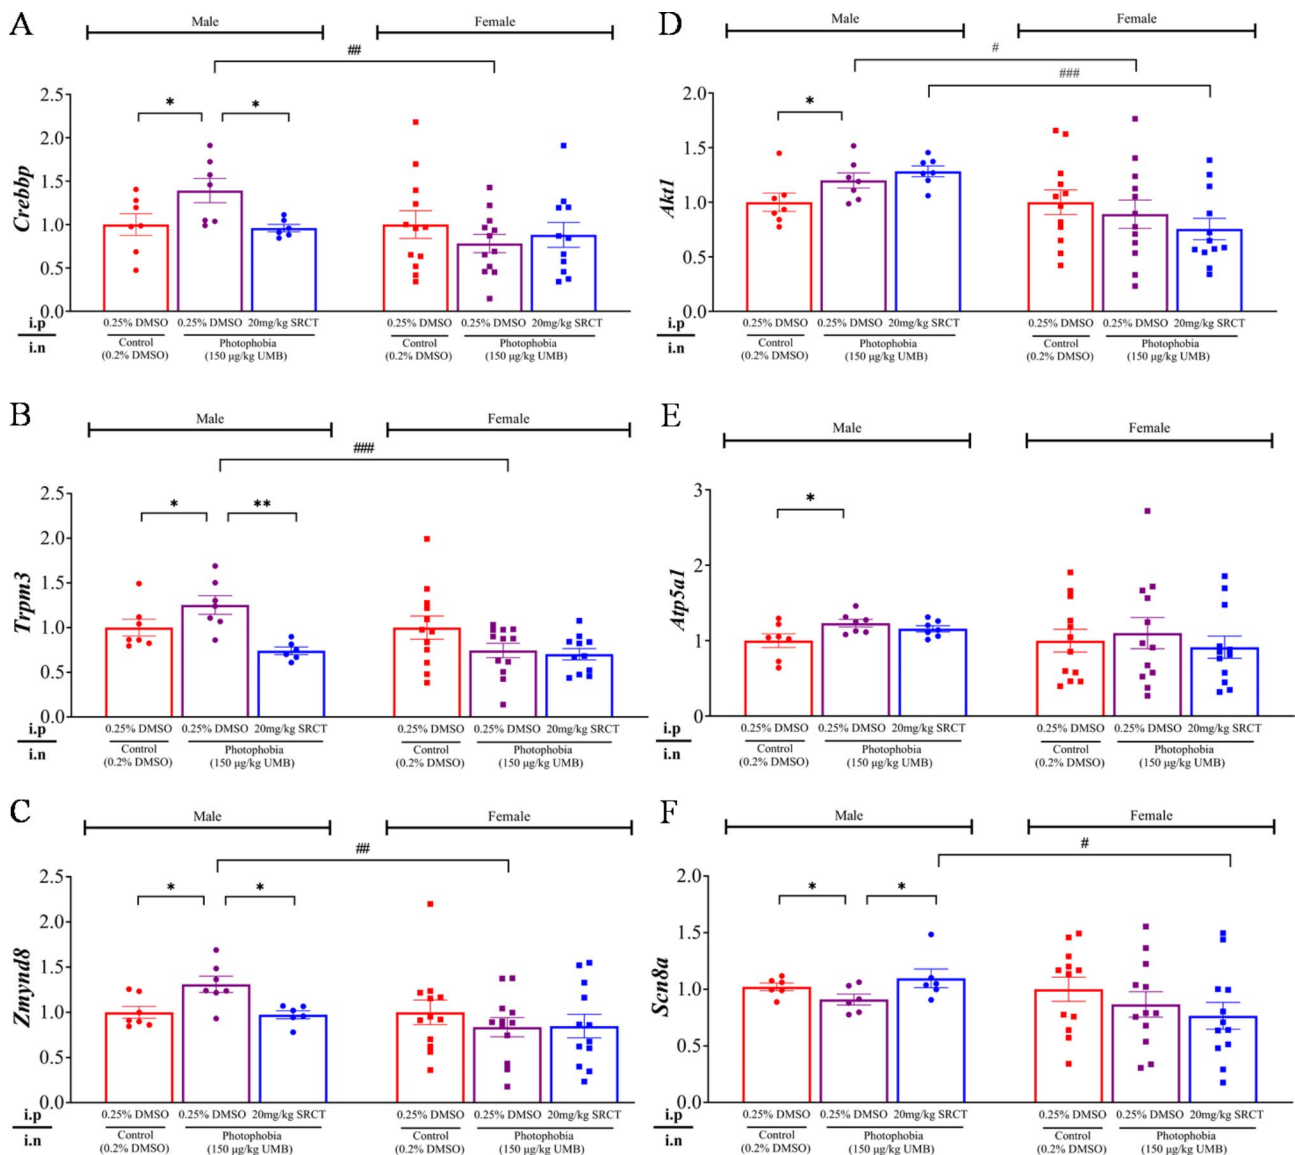 A
Male
Female
##
*
*
Crebbp
2.5
2.0
1.5
1.0
0.5
0.0
i.p
0.25% DMSO 0.25% DMSO 20mg/kg SRCT 0.25% DMSO 0.25% DMSO 20mg/kg SRCT
i.n
Control Photophobia Control Photophobia
(0.2% DMSO) (150 µg/kg UMB) (0.2% DMSO) (150 µg/kg UMB)
D
Male
Female
#
###
*
Akt1
2.0
1.5
1.0
0.5
0.0
i.p
0.25% DMSO 0.25% DMSO 20mg/kg SRCT 0.25% DMSO 0.25% DMSO 20mg/kg SRCT
i.n
Control Photophobia Control Photophobia
(0.2% DMSO) (150 µg/kg UMB) (0.2% DMSO) (150 µg/kg UMB)
B
Male
Female
###
*
**
Trpm3
2.5
2.0
1.5
1.0
0.5
0.0
i.p
0.25% DMSO 0.25% DMSO 20mg/kg SRCT 0.25% DMSO 0.25% DMSO 20mg/kg SRCT
i.n
Control Photophobia Control Photophobia
(0.2% DMSO) (150 µg/kg UMB) (0.2% DMSO) (150 µg/kg UMB)
E
Male
Female
*
Atp5a1
3
2
1
0
i.p
0.25% DMSO 0.25% DMSO 20mg/kg SRCT 0.25% DMSO 0.25% DMSO 20mg/kg SRCT
i.n
Control Photophobia Control Photophobia
(0.2% DMSO) (150 µg/kg UMB) (0.2% DMSO) (150 µg/kg UMB)
C
Male
Female
##
*
*
Zmynd8
2.5
2.0
1.5
1.0
0.5
0.0
i.p
0.25% DMSO 0.25% DMSO 20mg/kg SRCT 0.25% DMSO 0.25% DMSO 20mg/kg SRCT
i.n
Control Photophobia Control Photophobia
(0.2% DMSO) (150 µg/kg UMB) (0.2% DMSO) (150 µg/kg UMB)
F
Male
Female
#
*
*
Scn8a
2.0
1.5
1.0
0.5
0.0
i.p
0.25% DMSO 0.25% DMSO 20mg/kg SRCT 0.25% DMSO 0.25% DMSO 20mg/kg SRCT
i.n
Control Photophobia Control Photophobia
(0.2% DMSO) (150 µg/kg UMB) (0.2% DMSO) (150 µg/kg UMB)